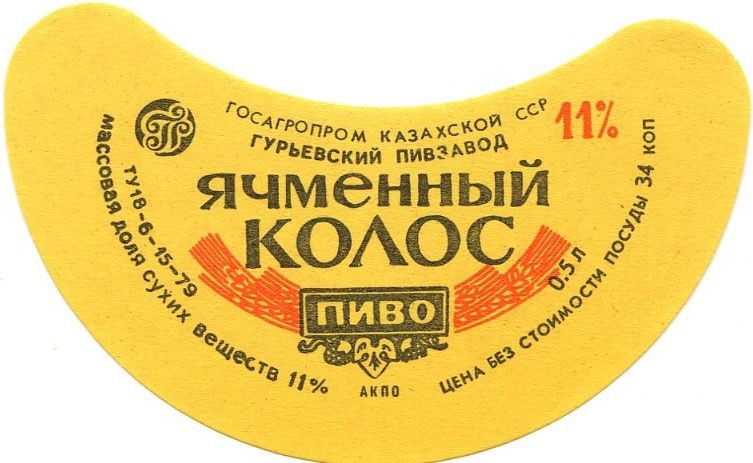 ГОСАГРОПРОМ КАЗАХСКОЙ ССР
ГУРЬЕВСКИЙ ПИВЗАВОД
11%
ЯЧМЕННЫЙ
КОЛОС
ПИВО
ТУ18-6-15-79
массовая доля сухих веществ 11%
АКПО
0.5 л
ЦЕНА БЕЗ СТОИМОСТИ ПОСУДЫ 34 КОП